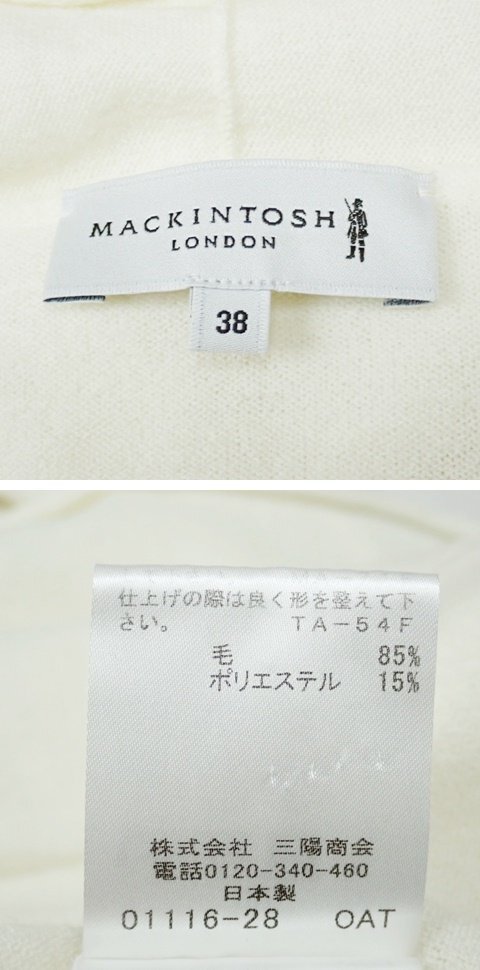 MACKINTOSH
LONDON
38
仕上げの際は良く形を整えて下
さい。 TA-54F
毛 85%
ポリエステル 15%
株式会社 三陽商会
電話0120-340-460
日本製
01116-28 OAT